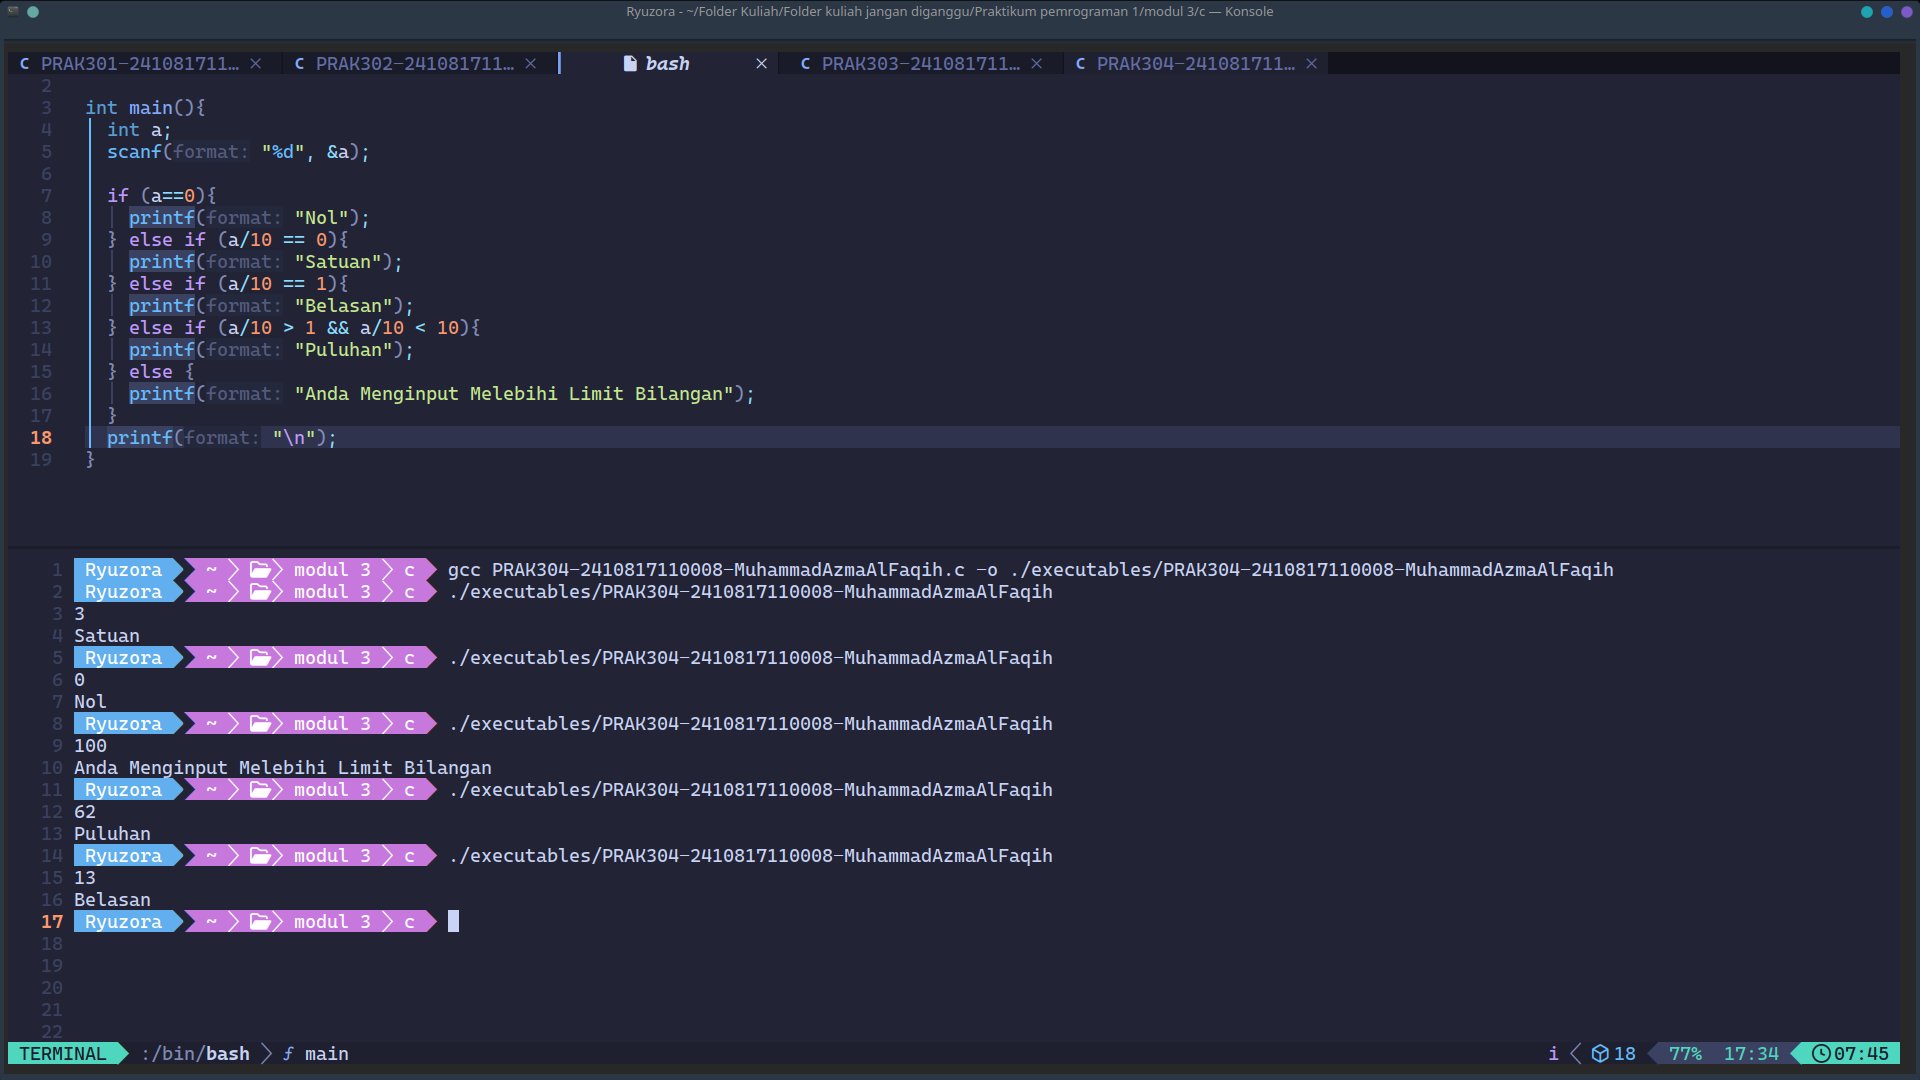 Ryuzora - ~/Folder Kuliah/Folder kuliah jangan diganggu/Praktikum pemrograman 1/modul 3/c — Konsole
C PRAK301-241081711… × C PRAK302-241081711… × bash × C PRAK303-241081711… × C PRAK304-241081711… ×
2
3 int main(){
4 int a;
5 scanf(format: "%d", &a);
6
7 if (a==0){
8 printf(format: "Nol");
9 } else if (a/10 == 0){
10 printf(format: "Satuan");
11 } else if (a/10 == 1){
12 printf(format: "Belasan");
13 } else if (a/10 > 1 && a/10 < 10){
14 printf(format: "Puluhan");
15 } else {
16 printf(format: "Anda Menginput Melebihi Limit Bilangan");
17 }
18 printf(format: "\n");
19 }
1 Ryuzora ~ modul 3 c gcc PRAK304-2410817110008-MuhammadAzmaAlFaqih.c -o ./executables/PRAK304-2410817110008-MuhammadAzmaAlFaqih
2 Ryuzora ~ modul 3 c ./executables/PRAK304-2410817110008-MuhammadAzmaAlFaqih
3 3
4 Satuan
5 Ryuzora ~ modul 3 c ./executables/PRAK304-2410817110008-MuhammadAzmaAlFaqih
6 0
7 Nol
8 Ryuzora ~ modul 3 c ./executables/PRAK304-2410817110008-MuhammadAzmaAlFaqih
9 100
10 Anda Menginput Melebihi Limit Bilangan
11 Ryuzora ~ modul 3 c ./executables/PRAK304-2410817110008-MuhammadAzmaAlFaqih
12 62
13 Puluhan
14 Ryuzora ~ modul 3 c ./executables/PRAK304-2410817110008-MuhammadAzmaAlFaqih
15 13
16 Belasan
17 Ryuzora ~ modul 3 c
18
19
20
21
22
TERMINAL :/bin/bash f main i 18 77% 17:34 07:45